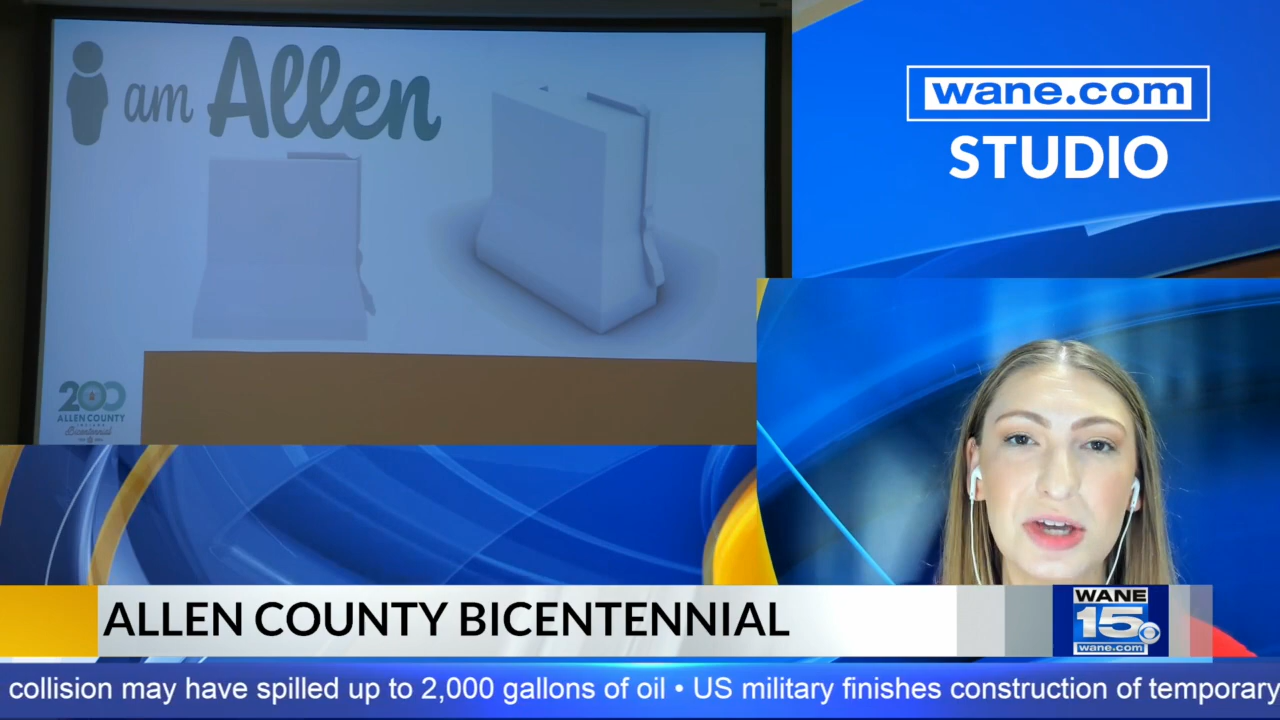 am Allen
200
ALLEN COUNTY
INDIANA
Bicentennial
wane.com
STUDIO
ALLEN COUNTY BICENTENNIAL
WANE
15
wane.com
collision may have spilled up to 2,000 gallons of oil • US military finishes construction of temporary